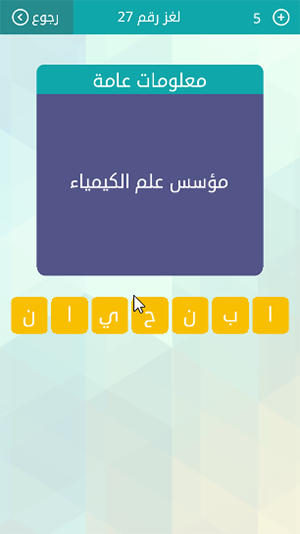 رجوع لغز رقم 27 5
معلومات عامة
مؤسس علم الكيمياء
ا ب ن ح ي ا ن